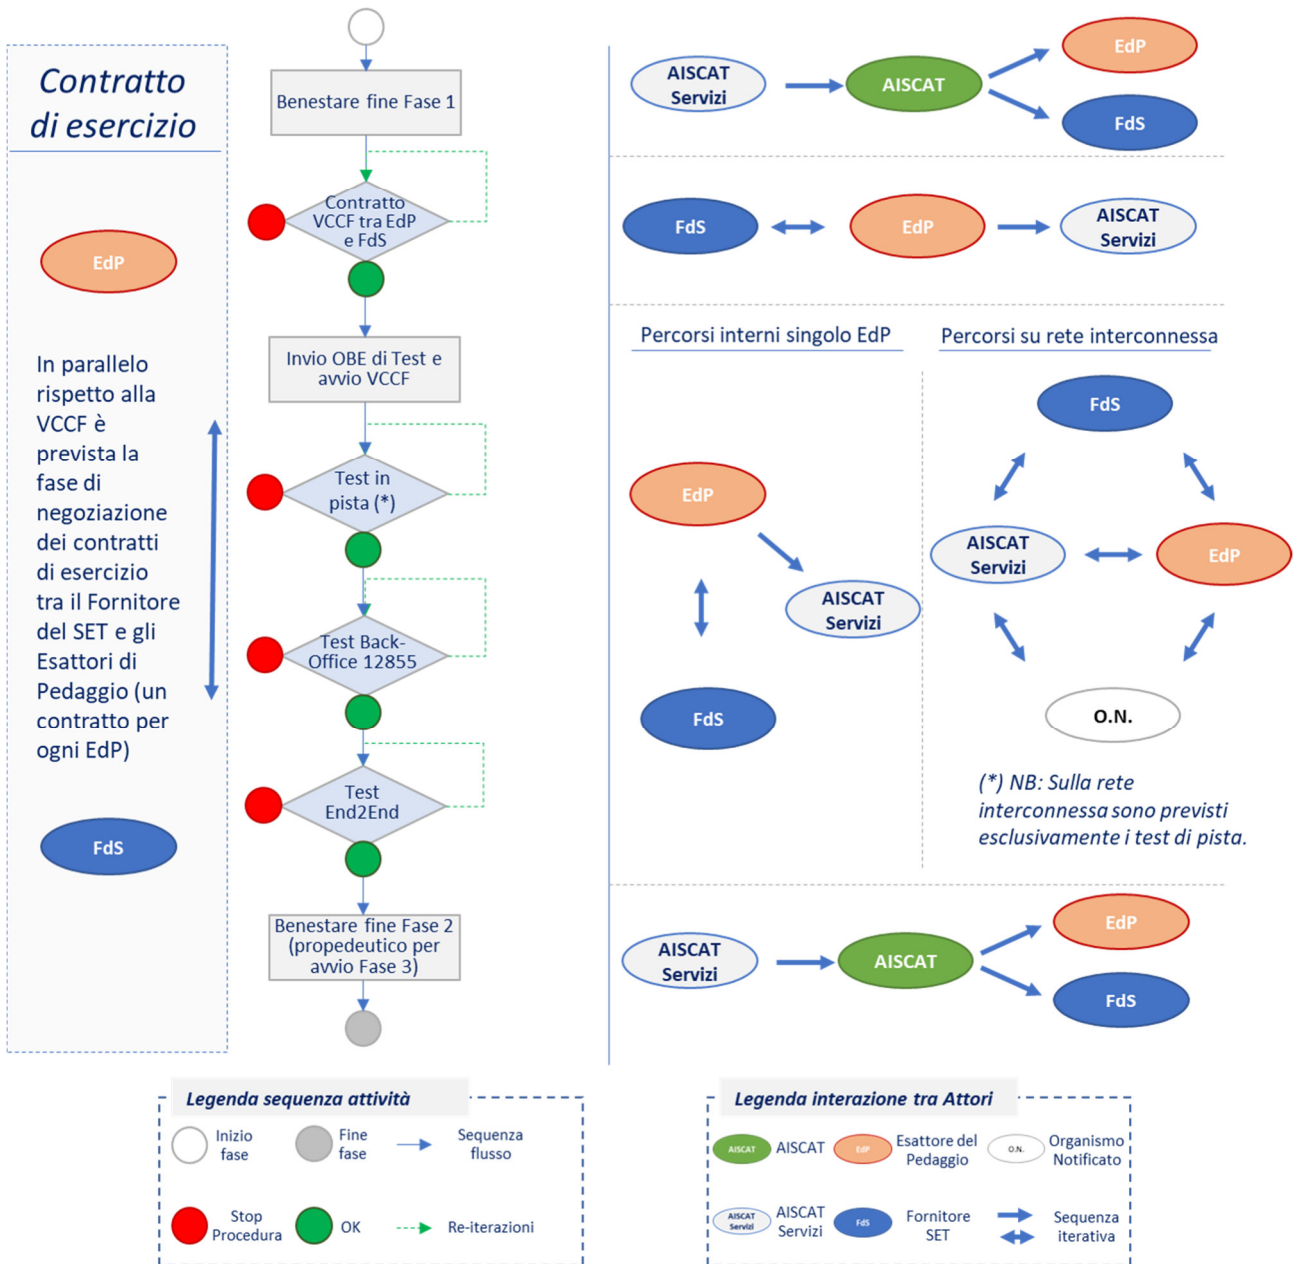 Contratto
di esercizio
EdP
In parallelo
rispetto alla
VCCF è
prevista la
fase di
negoziazione
dei contratti
di esercizio
tra il Fornitore
del SET e gli
Esattori di
Pedaggio (un
contratto per
ogni EdP)
FdS
Benestare fine Fase 1
Contratto
VCCF tra EdP
e FdS
Invio OBE di Test e
avvio VCCF
Test in
pista (*)
Test Back-
Office 12855
Test
End2End
Benestare fine Fase 2
(propedeutico per
avvio Fase 3)
AISCAT
Servizi
AISCAT
EdP
FdS
FdS
EdP
AISCAT
Servizi
Percorsi interni singolo EdP
EdP
AISCAT
Servizi
FdS
Percorsi su rete interconnessa
FdS
AISCAT
Servizi
EdP
O.N.
(*) NB: Sulla rete
interconnessa sono previsti
esclusivamente i test di pista.
AISCAT
Servizi
AISCAT
EdP
FdS
Legenda sequenza attività
Inizio
fase
Fine
fase
Sequenza
flusso
Stop
Procedura
OK
Re-iterazioni
Legenda interazione tra Attori
AISCAT
AISCAT
EdP
Esattore del
Pedaggio
O.N.
Organismo
Notificato
AISCAT
Servizi
AISCAT
Servizi
FdS
Fornitore
SET
Sequenza
iterativa